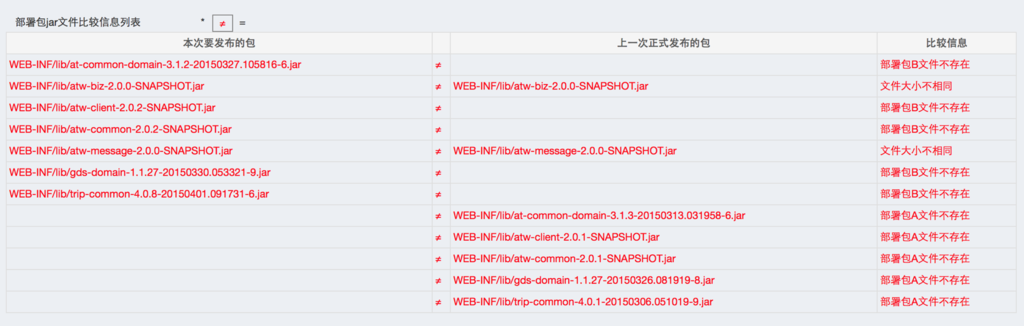 部署包jar文件比较信息列表 * ≠ =
本次要发布的包 上一次正式发布的包 比较信息
WEB-INF/lib/at-common-domain-3.1.2-20150327.105816-6.jar ≠ 部署包B文件不存在
WEB-INF/lib/atw-biz-2.0.0-SNAPSHOT.jar ≠ WEB-INF/lib/atw-biz-2.0.0-SNAPSHOT.jar 文件大小不相同
WEB-INF/lib/atw-client-2.0.2-SNAPSHOT.jar ≠ 部署包B文件不存在
WEB-INF/lib/atw-common-2.0.2-SNAPSHOT.jar ≠ 部署包B文件不存在
WEB-INF/lib/atw-message-2.0.0-SNAPSHOT.jar ≠ WEB-INF/lib/atw-message-2.0.0-SNAPSHOT.jar 文件大小不相同
WEB-INF/lib/gds-domain-1.1.27-20150330.053321-9.jar ≠ 部署包B文件不存在
WEB-INF/lib/trip-common-4.0.8-20150401.091731-6.jar ≠ 部署包B文件不存在
≠ WEB-INF/lib/at-common-domain-3.1.3-20150313.031958-6.jar 部署包A文件不存在
≠ WEB-INF/lib/atw-client-2.0.1-SNAPSHOT.jar 部署包A文件不存在
≠ WEB-INF/lib/atw-common-2.0.1-SNAPSHOT.jar 部署包A文件不存在
≠ WEB-INF/lib/gds-domain-1.1.27-20150326.081919-8.jar 部署包A文件不存在
≠ WEB-INF/lib/trip-common-4.0.1-20150306.051019-9.jar 部署包A文件不存在